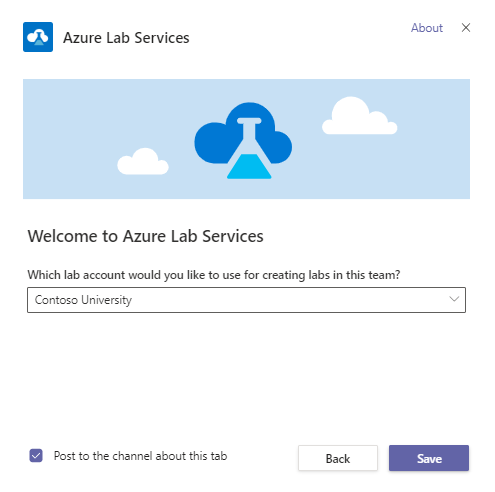 Azure Lab Services
About
Welcome to Azure Lab Services
Which lab account would you like to use for creating labs in this team?
Contoso University
Post to the channel about this tab
Back
Save